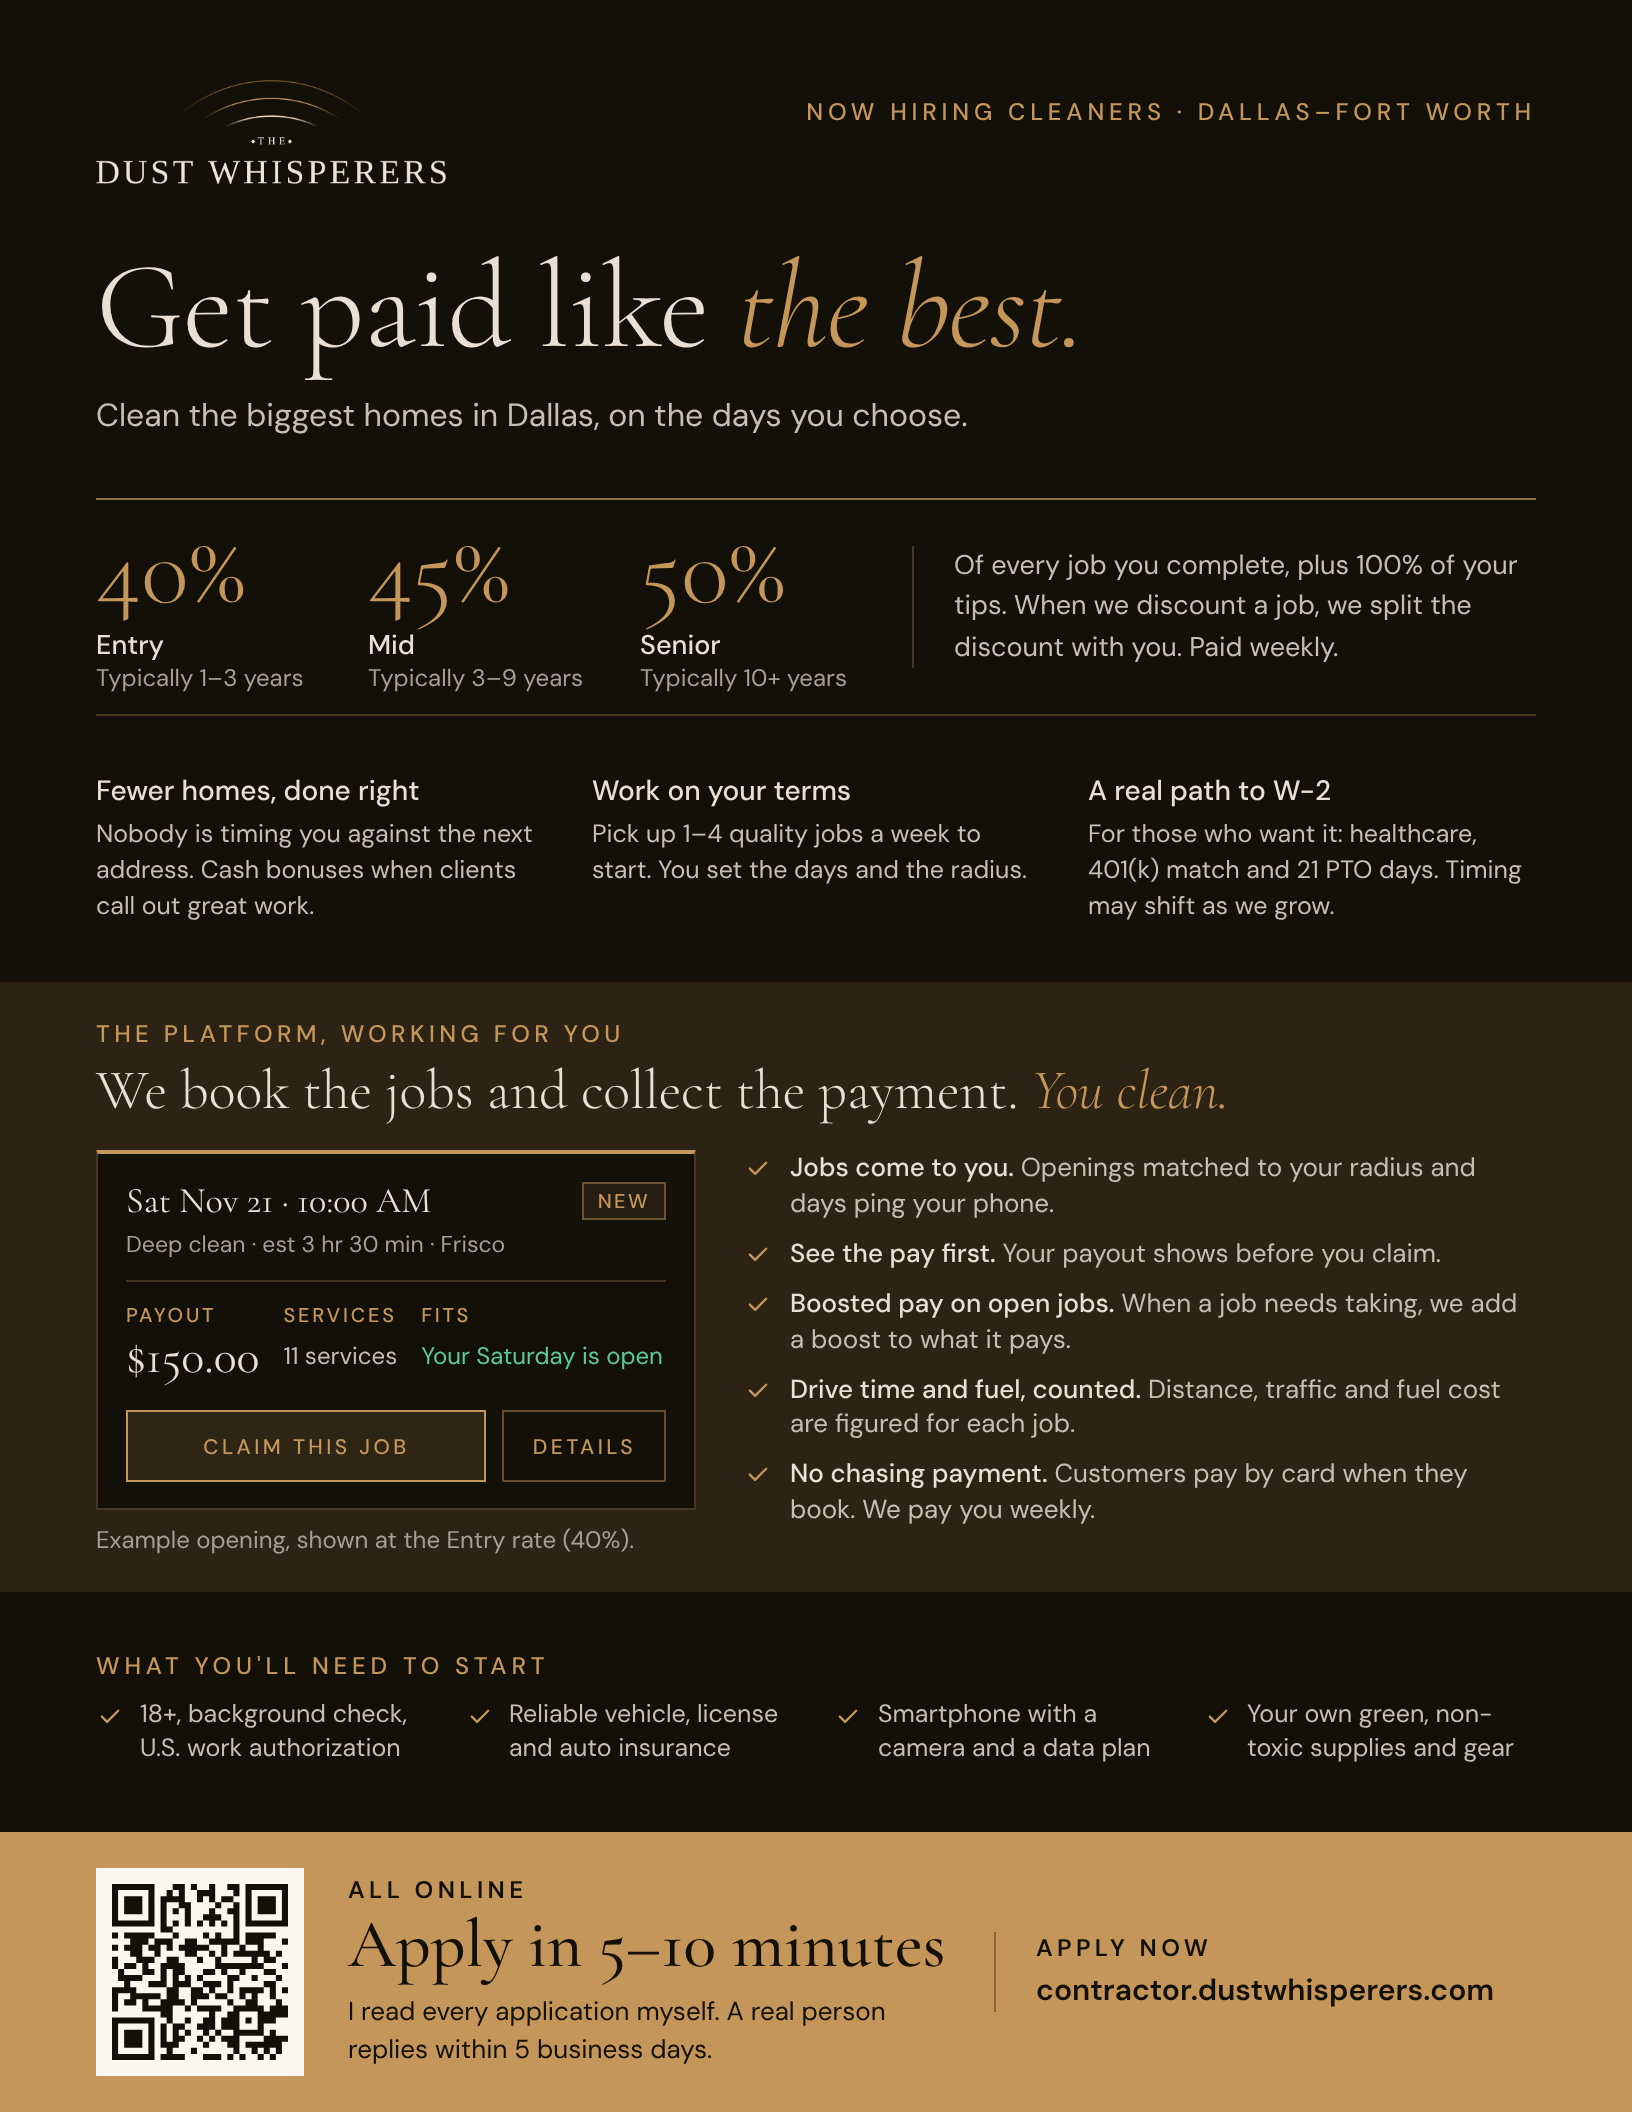 THE
DUST WHISPERERS
NOW HIRING CLEANERS · DALLAS–FORT WORTH
Get paid like the best.
Clean the biggest homes in Dallas, on the days you choose.
40%
Entry
Typically 1–3 years
45%
Mid
Typically 3–9 years
50%
Senior
Typically 10+ years
Of every job you complete, plus 100% of your
tips. When we discount a job, we split the
discount with you. Paid weekly.
Fewer homes, done right
Nobody is timing you against the next
address. Cash bonuses when clients
call out great work.
Work on your terms
Pick up 1–4 quality jobs a week to
start. You set the days and the radius.
A real path to W-2
For those who want it: healthcare,
401(k) match and 21 PTO days. Timing
may shift as we grow.
THE PLATFORM, WORKING FOR YOU
We book the jobs and collect the payment. You clean.
Sat Nov 21 · 10:00 AM
NEW
Deep clean · est 3 hr 30 min · Frisco
PAYOUT
$150.00
SERVICES
11 services
FITS
Your Saturday is open
CLAIM THIS JOB
DETAILS
Example opening, shown at the Entry rate (40%).
Jobs come to you. Openings matched to your radius and
days ping your phone.
See the pay first. Your payout shows before you claim.
Boosted pay on open jobs. When a job needs taking, we add
a boost to what it pays.
Drive time and fuel, counted. Distance, traffic and fuel cost
are figured for each job.
No chasing payment. Customers pay by card when they
book. We pay you weekly.
WHAT YOU'LL NEED TO START
18+, background check,
U.S. work authorization
Reliable vehicle, license
and auto insurance
Smartphone with a
camera and a data plan
Your own green, non-
toxic supplies and gear
ALL ONLINE
Apply in 5–10 minutes
I read every application myself. A real person
replies within 5 business days.
APPLY NOW
contractor.dustwhisperers.com